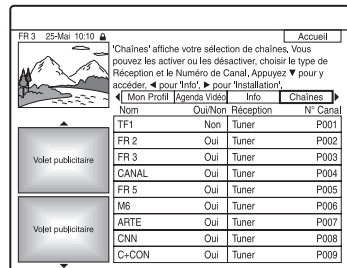 FR 3 25-Mai 10:10
Accueil
'Chaînes' affiche votre sélection de chaînes, Vous
pouvez les activer ou les désactiver, choisir le type de
Réception et le Numéro de Canal, Appuyez ▼ pour y
accéder, ◀ pour 'Info', ▶ pour 'Installation',
Mon Profil Agenda Vidéo Info Chaînes
Nom Oui/Non Réception N° Canal
TF1 Non Tuner P001
FR 2 Oui Tuner P002
FR 3 Oui Tuner P003
CANAL Oui Tuner P004
FR 5 Oui Tuner P005
M6 Oui Tuner P006
ARTE Oui Tuner P007
CNN Oui Tuner P008
C+CON Oui Tuner P009
Volet publicitaire
Volet publicitaire